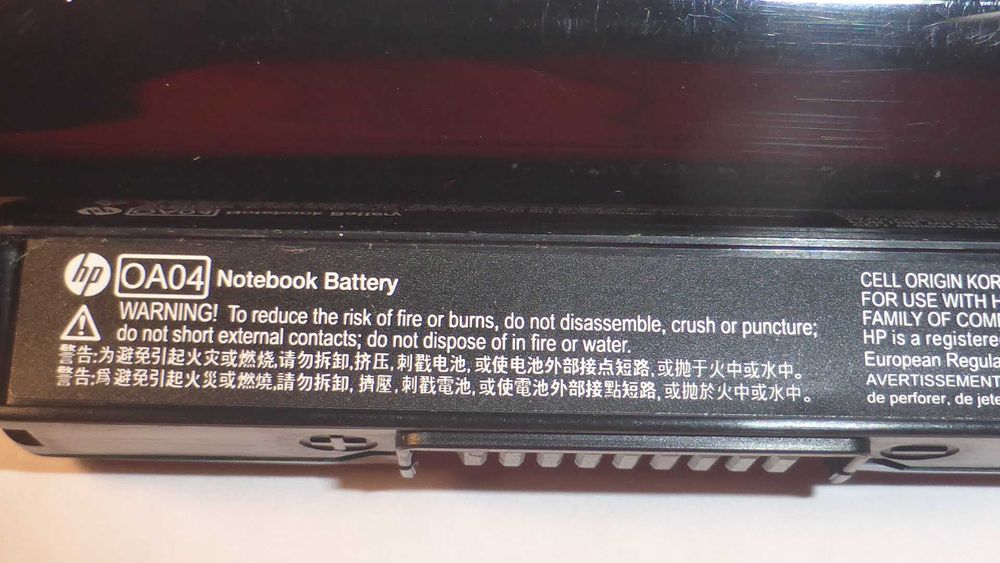 hp OA04 Notebook Battery
WARNING! To reduce the risk of fire or burns, do not disassemble, crush or puncture;
do not short external contacts; do not dispose of in fire or water.
警告:为避免引起火灾或燃烧,请勿拆卸,挤压,刺戳电池,或使电池外部接点短路,或抛于火中或水中。
警告:爲避免引起火災或燃燒,請勿拆卸,擠壓,刺戳電池,或使電池外部接點短路,或抛於火中或水中。
CELL ORIGIN KOR
FOR USE WITH H
FAMILY OF COM
HP is a registere
European Regula
AVERTISSEMENT
de perforer, de jete